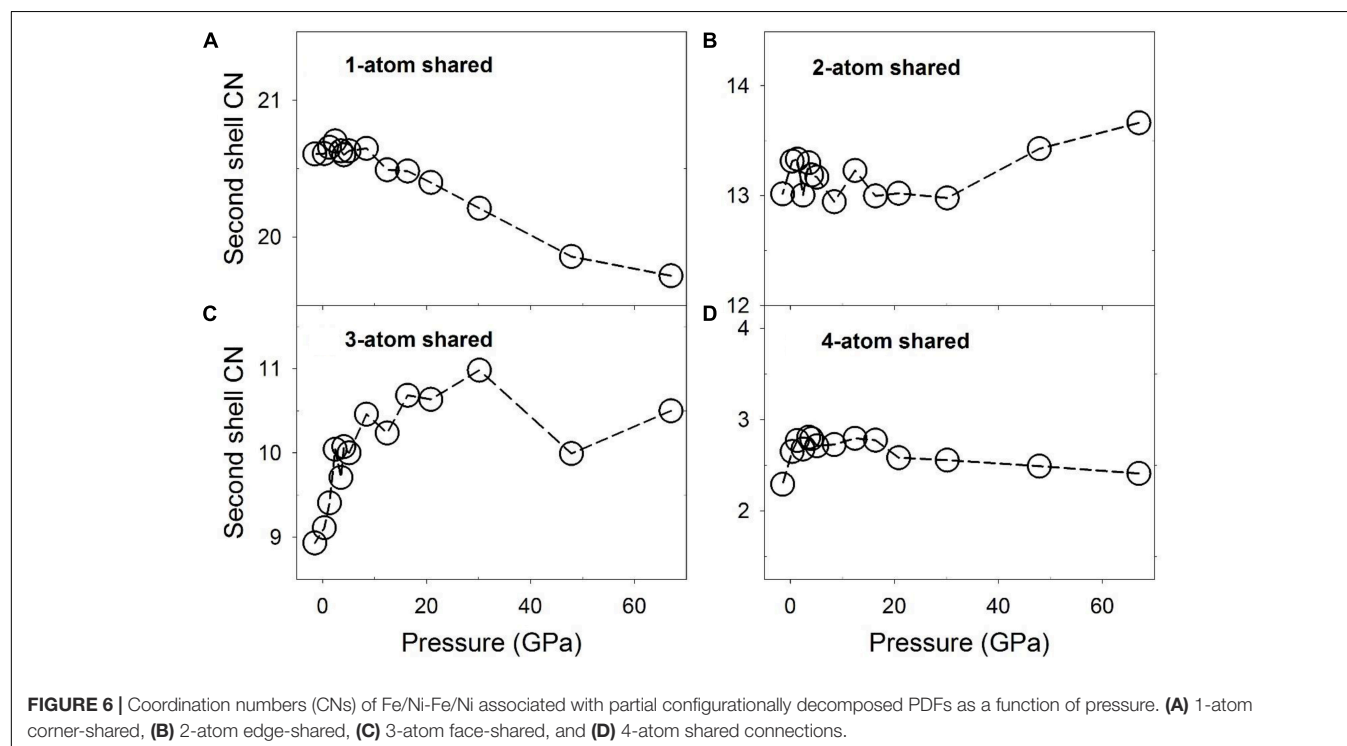 A
1-atom shared
Second shell CN
21
20
B
2-atom shared
14
13
12
C
3-atom shared
Second shell CN
11
10
9
0 20 40 60
Pressure (GPa)
D
4-atom shared
4
3
2
0 20 40 60
Pressure (GPa)
FIGURE 6 | Coordination numbers (CNs) of Fe/Ni-Fe/Ni associated with partial configurationally decomposed PDFs as a function of pressure. (A) 1-atom
corner-shared, (B) 2-atom edge-shared, (C) 3-atom face-shared, and (D) 4-atom shared connections.